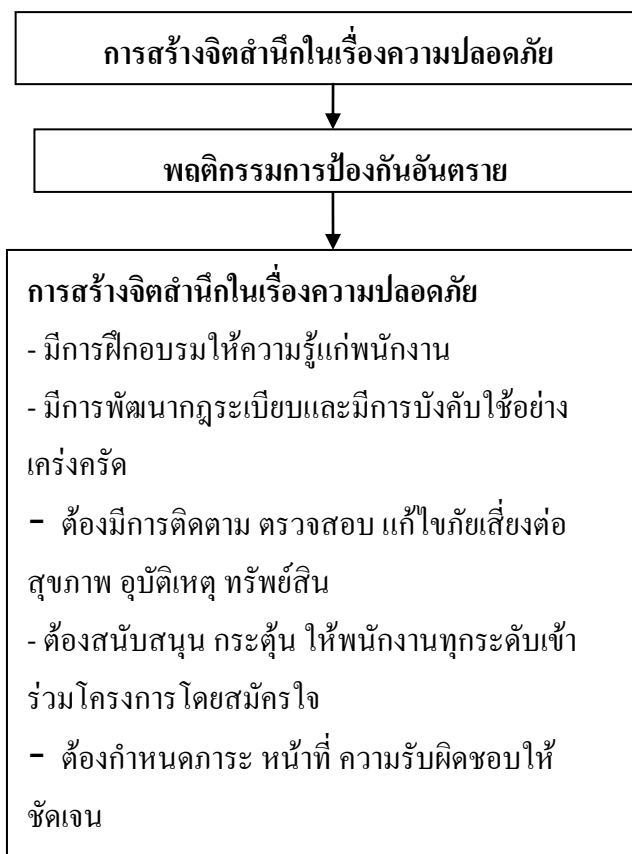 การสร้างจิตสำนึกในเรื่องความปลอดภัย
พฤติกรรมการป้องกันอันตราย
การสร้างจิตสำนึกในเรื่องความปลอดภัย
- มีการฝึกอบรมให้ความรู้แก่พนักงาน
- มีการพัฒนากฎระเบียบและมีการบังคับใช้อย่าง
เคร่งครัด
- ต้องมีการติดตาม ตรวจสอบ แก้ไขภัยเสี่ยงต่อ
สุขภาพ อุบัติเหตุ ทรัพย์สิน
- ต้องสนับสนุน กระตุ้น ให้พนักงานทุกระดับเข้า
ร่วมโครงการโดยสมัครใจ
- ต้องกำหนดภาระ หน้าที่ ความรับผิดชอบให้
ชัดเจน